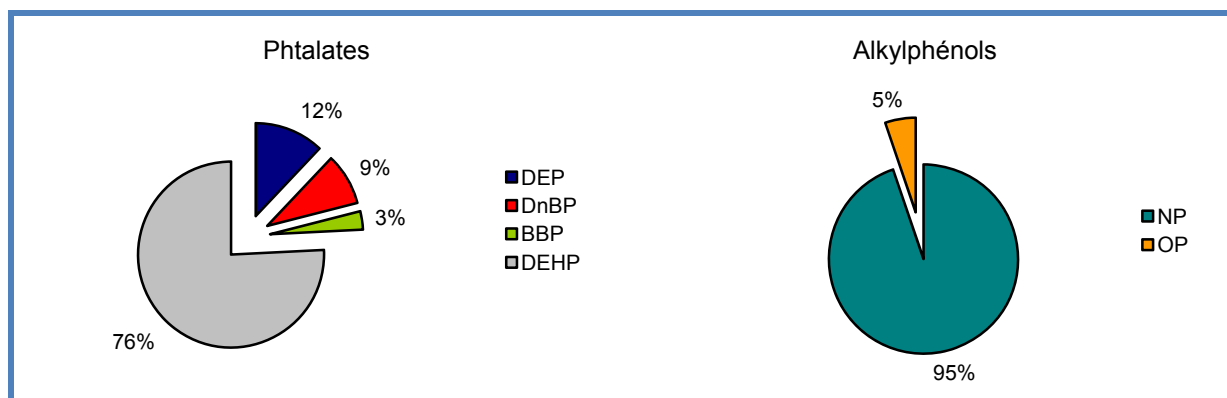 Phtalates
12%
9%
3%
76%
DEP
DnBP
BBP
DEHP
Alkylphénols
5%
95%
NP
OP